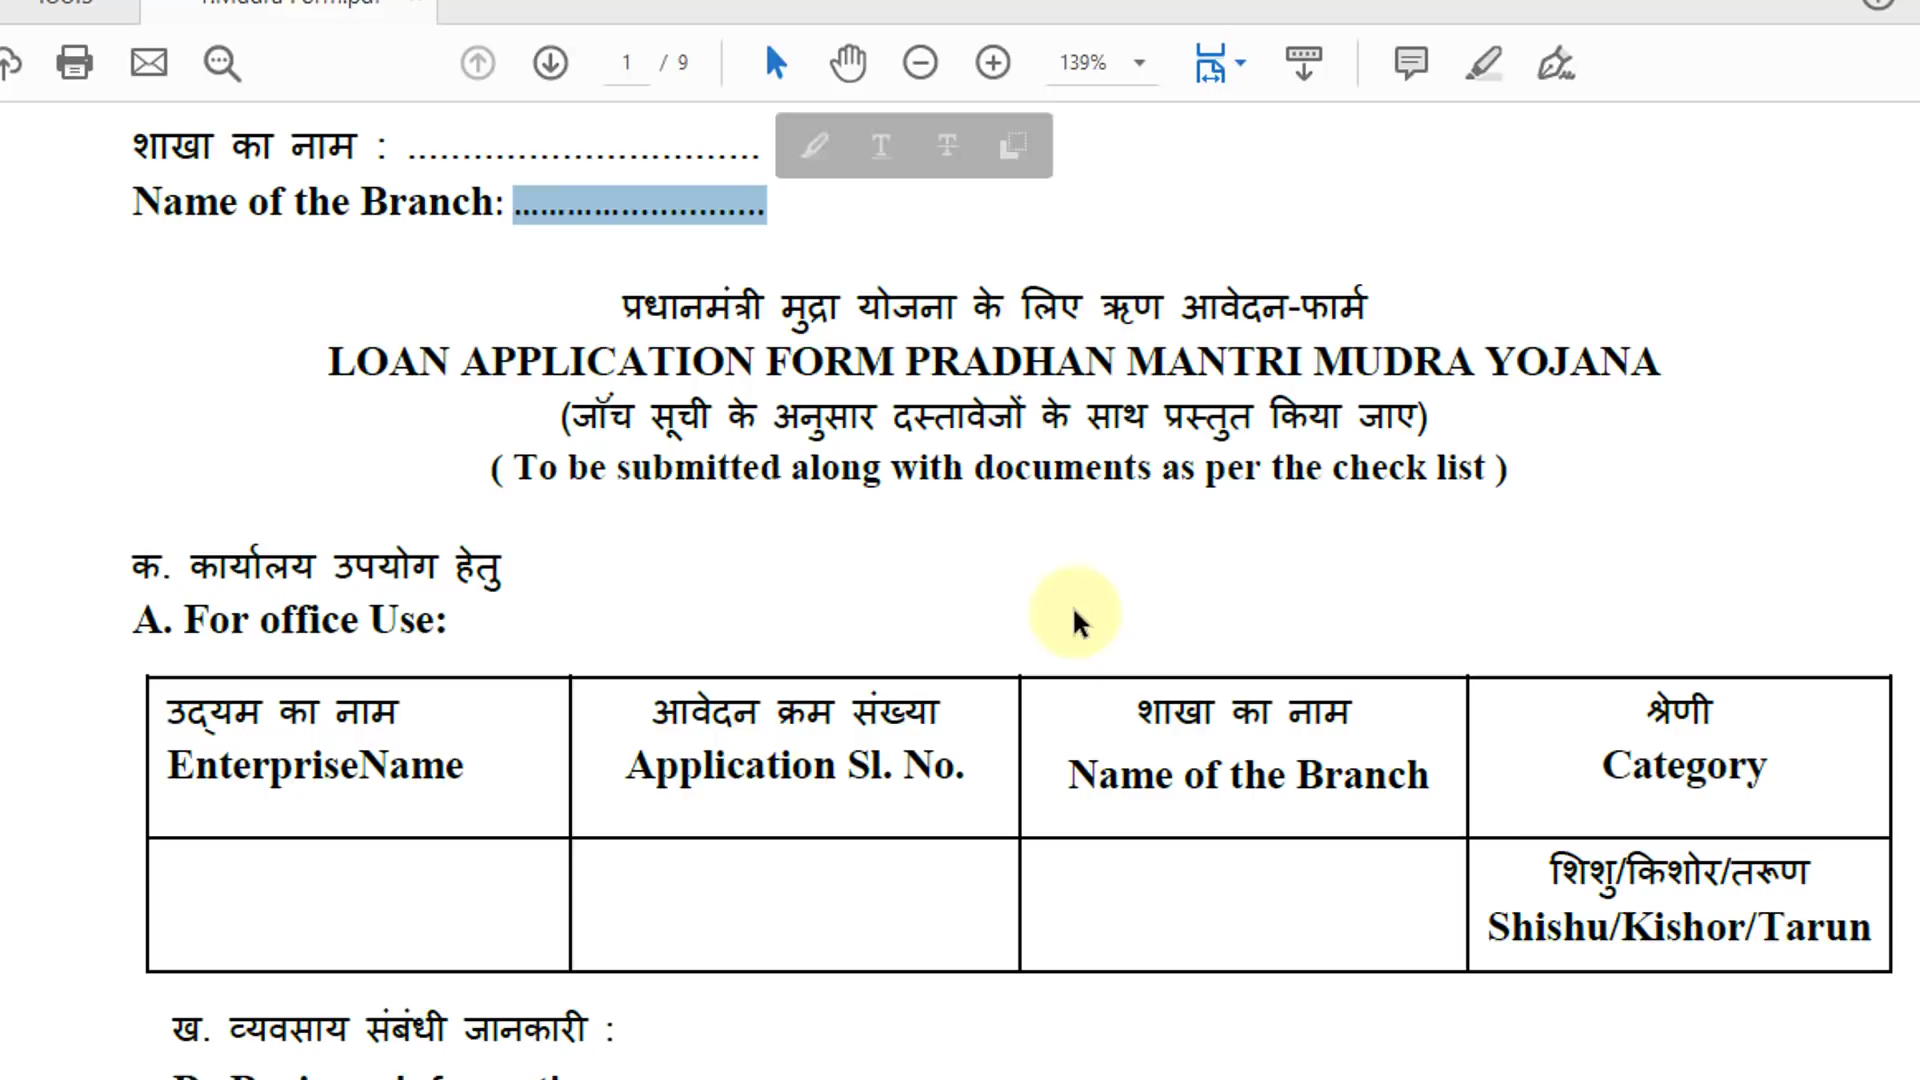 1 / 9
139%
शाखा का नाम : ................................
Name of the Branch: ..........................
प्रधानमंत्री मुद्रा योजना के लिए ऋण आवेदन-फार्म
LOAN APPLICATION FORM PRADHAN MANTRI MUDRA YOJANA
(जॉंच सूची के अनुसार दस्तावेजों के साथ प्रस्तुत किया जाए)
( To be submitted along with documents as per the check list )
क. कार्यालय उपयोग हेतु
A. For office Use:
उद्यम का नाम
EnterpriseName
आवेदन क्रम संख्या
Application Sl. No.
शाखा का नाम
Name of the Branch
श्रेणी
Category
शिशु/किशोर/तरूण
Shishu/Kishor/Tarun
ख. व्यवसाय संबंधी जानकारी :